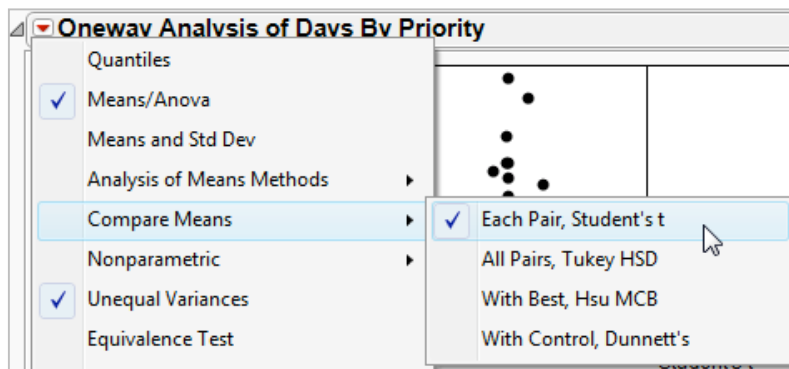 Oneway Analysis of Days By Priority
Quantiles
Means/Anova
Means and Std Dev
Analysis of Means Methods
Compare Means
Each Pair, Student's t
Nonparametric
All Pairs, Tukey HSD
Unequal Variances
With Best, Hsu MCB
Equivalence Test
With Control, Dunnett's